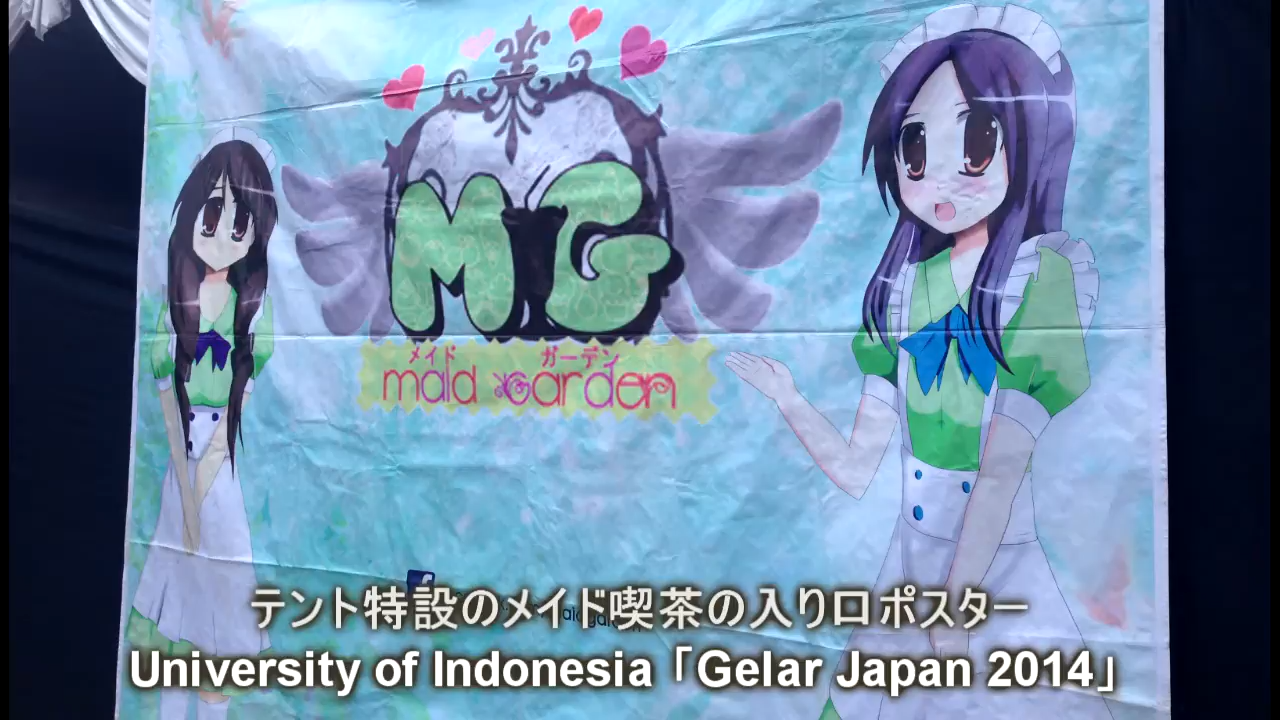 MG
メイド ガーデン
maid Garden
テント特設のメイド喫茶の入り口ポスター
University of Indonesia「Gelar Japan 2014」